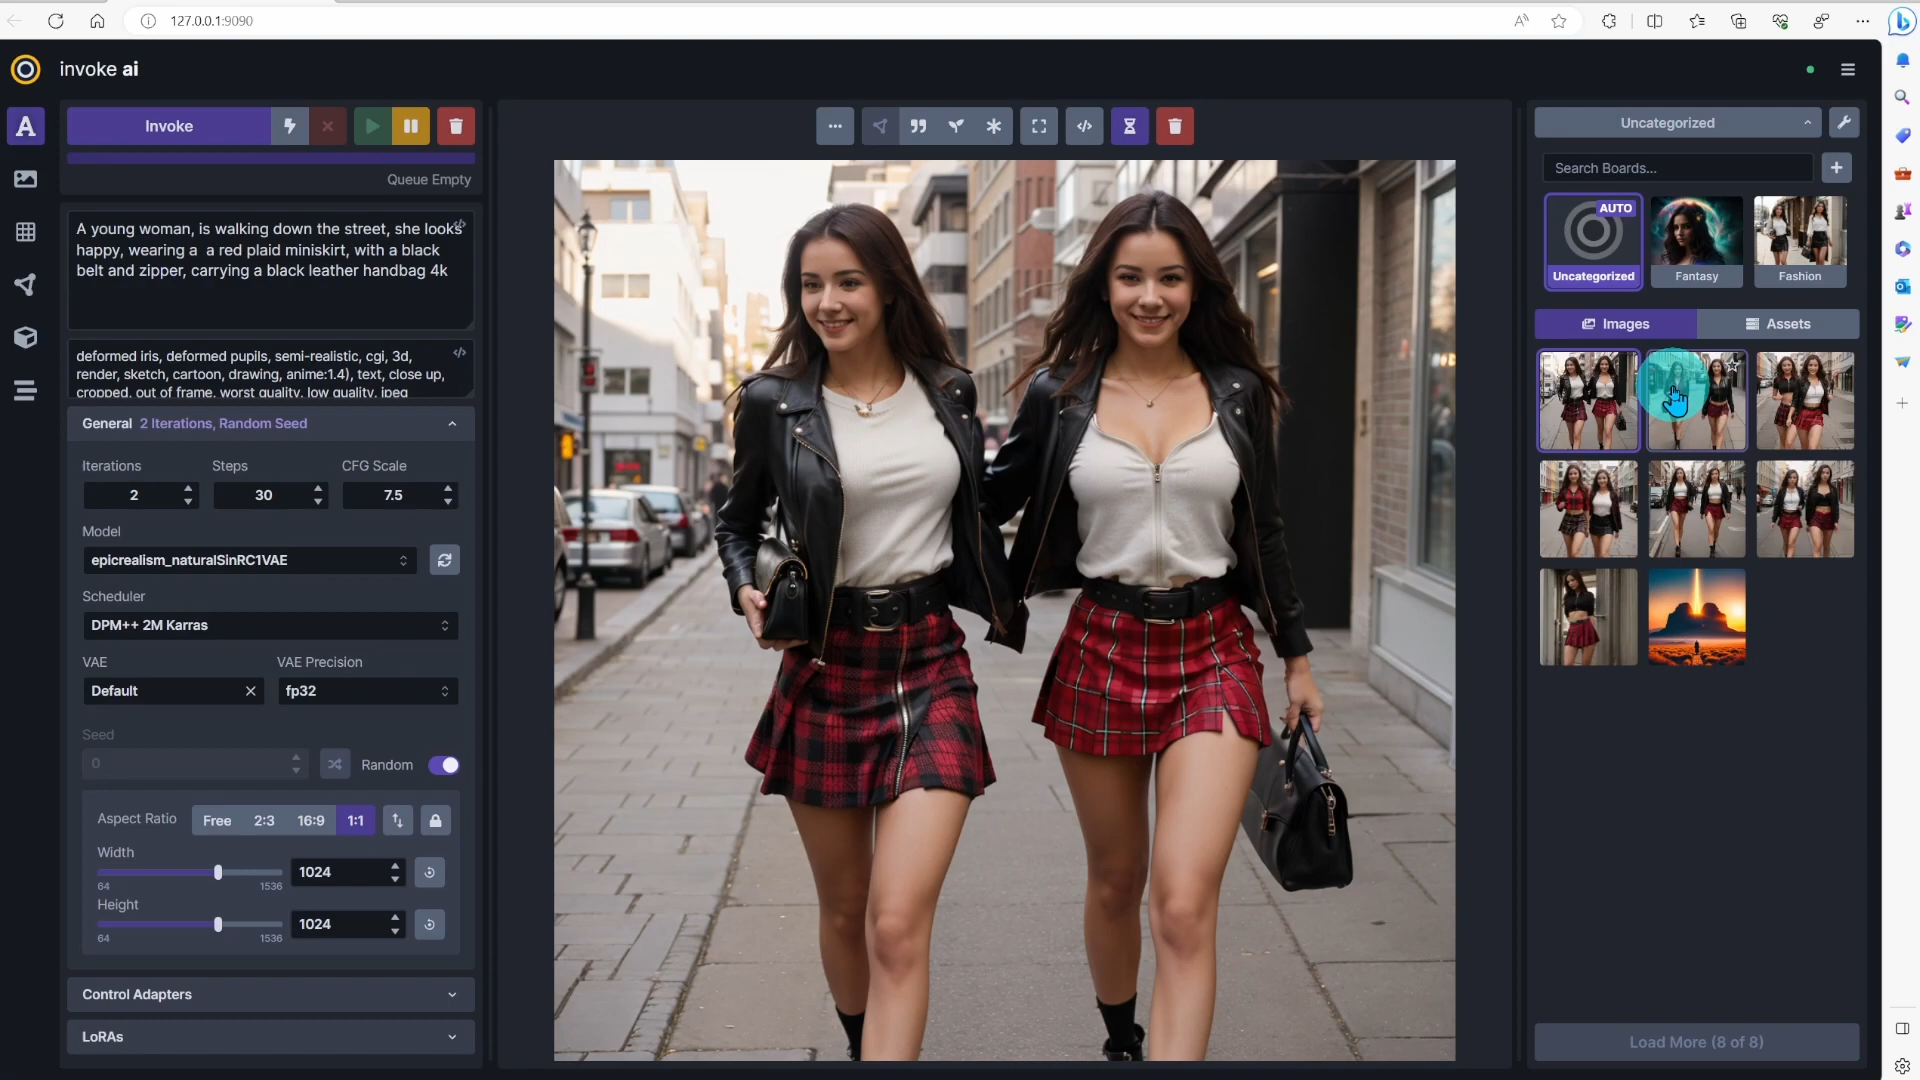 127.0.0.1:9090
invoke ai
Invoke
Queue Empty
A young woman, is walking down the street, she looks
happy, wearing a  a red plaid miniskirt, with a black
belt and zipper, carrying a black leather handbag 4k
deformed iris, deformed pupils, semi-realistic, cgi, 3d,
render, sketch, cartoon, drawing, anime:1.4), text, close up,
cropped, out of frame, worst quality, low quality, jpeg
General 2 Iterations, Random Seed
Iterations Steps CFG Scale
2 30 7.5
Model
epicrealism_naturalSinRC1VAE
Scheduler
DPM++ 2M Karras
VAE VAE Precision
Default fp32
Seed
0 Random
Aspect Ratio Free 2:3 16:9 1:1
Width
1024
64 1536
Height
1024
64 1536
Control Adapters
LoRAs
Uncategorized
Search Boards...
AUTO
Uncategorized Fantasy Fashion
Images Assets
Load More (8 of 8)